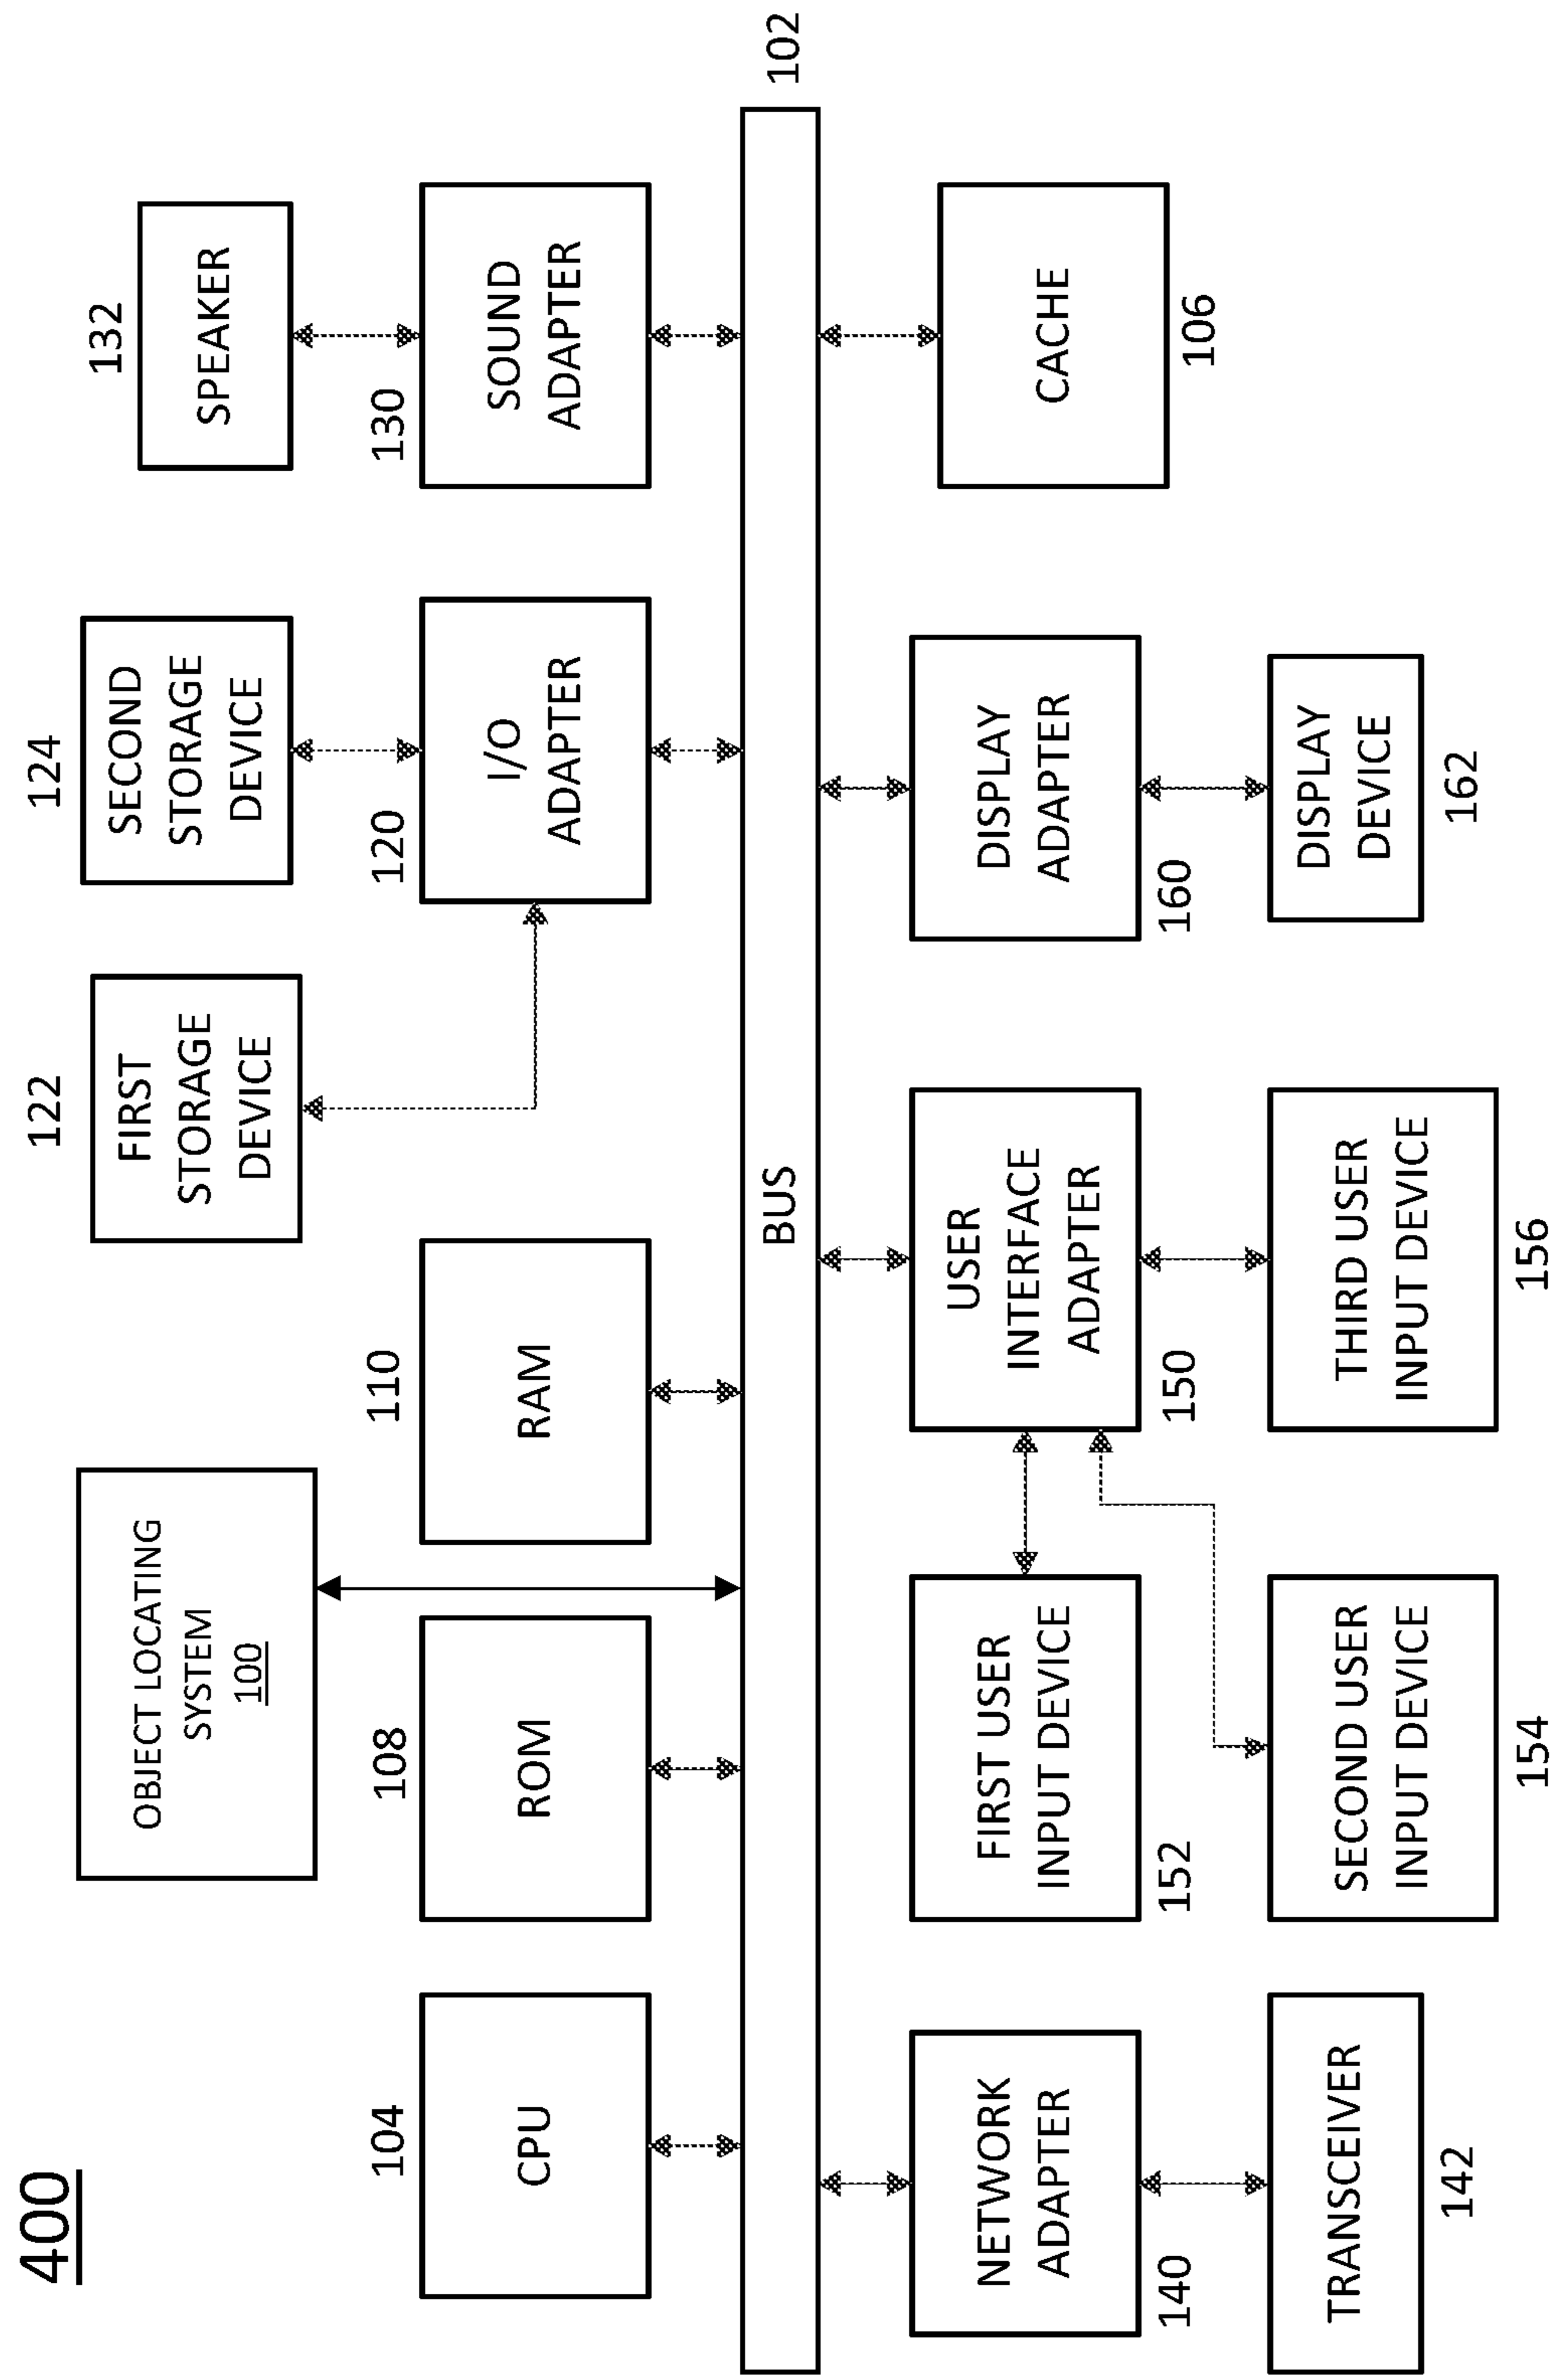 400
122
FIRST
STORAGE
DEVICE
124
SECOND
STORAGE
DEVICE
132
SPEAKER
OBJECT LOCATING
SYSTEM
100
104
CPU
108
ROM
110
RAM
120
I/O
ADAPTER
130
SOUND
ADAPTER
BUS
102
NETWORK
ADAPTER
140
FIRST USER
INPUT DEVICE
152
USER
INTERFACE
ADAPTER
150
DISPLAY
ADAPTER
160
CACHE
106
TRANSCEIVER
142
SECOND USER
INPUT DEVICE
154
THIRD USER
INPUT DEVICE
156
DISPLAY
DEVICE
162